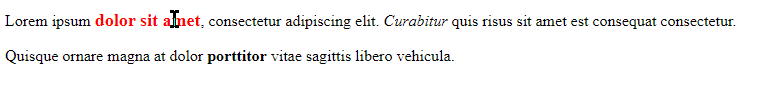 Lorem ipsum dolor sit amet, consectetur adipiscing elit. Curabitur quis risus sit amet est consequat consectetur.
Quisque ornare magna at dolor porttitor vitae sagittis libero vehicula.